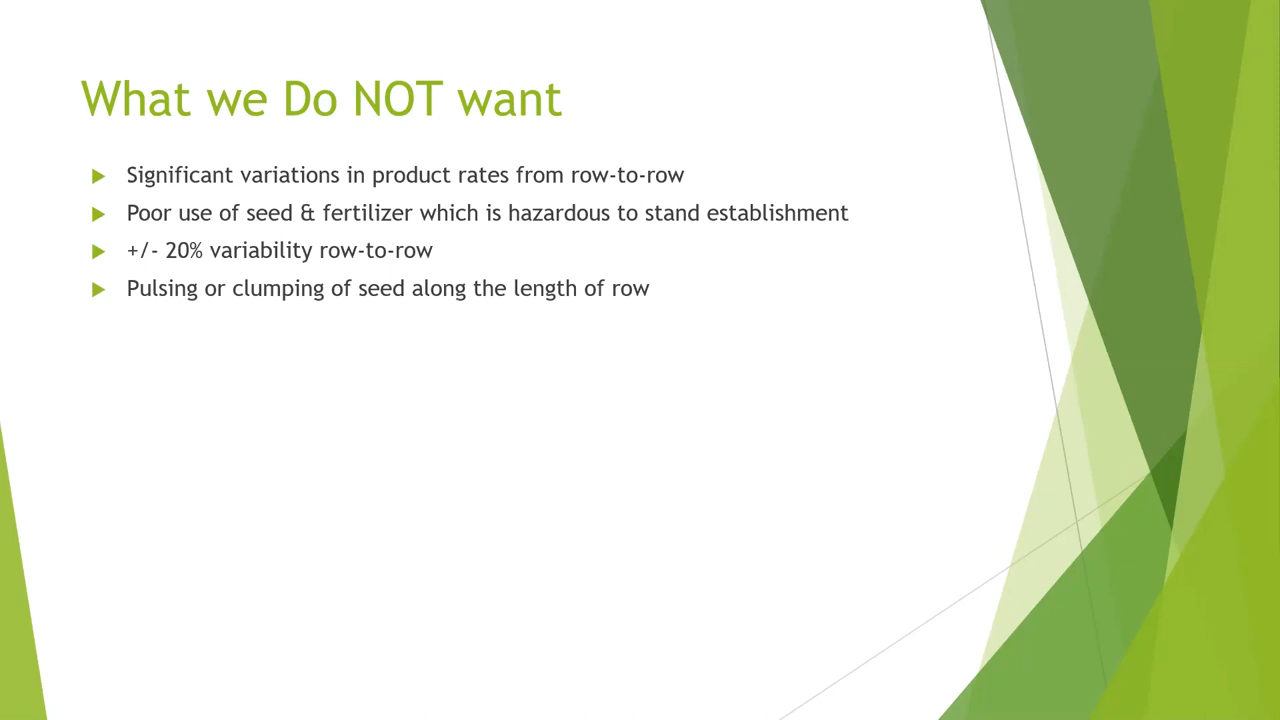 What we Do NOT want
Significant variations in product rates from row-to-row
Poor use of seed & fertilizer which is hazardous to stand establishment
+/- 20% variability row-to-row
Pulsing or clumping of seed along the length of row